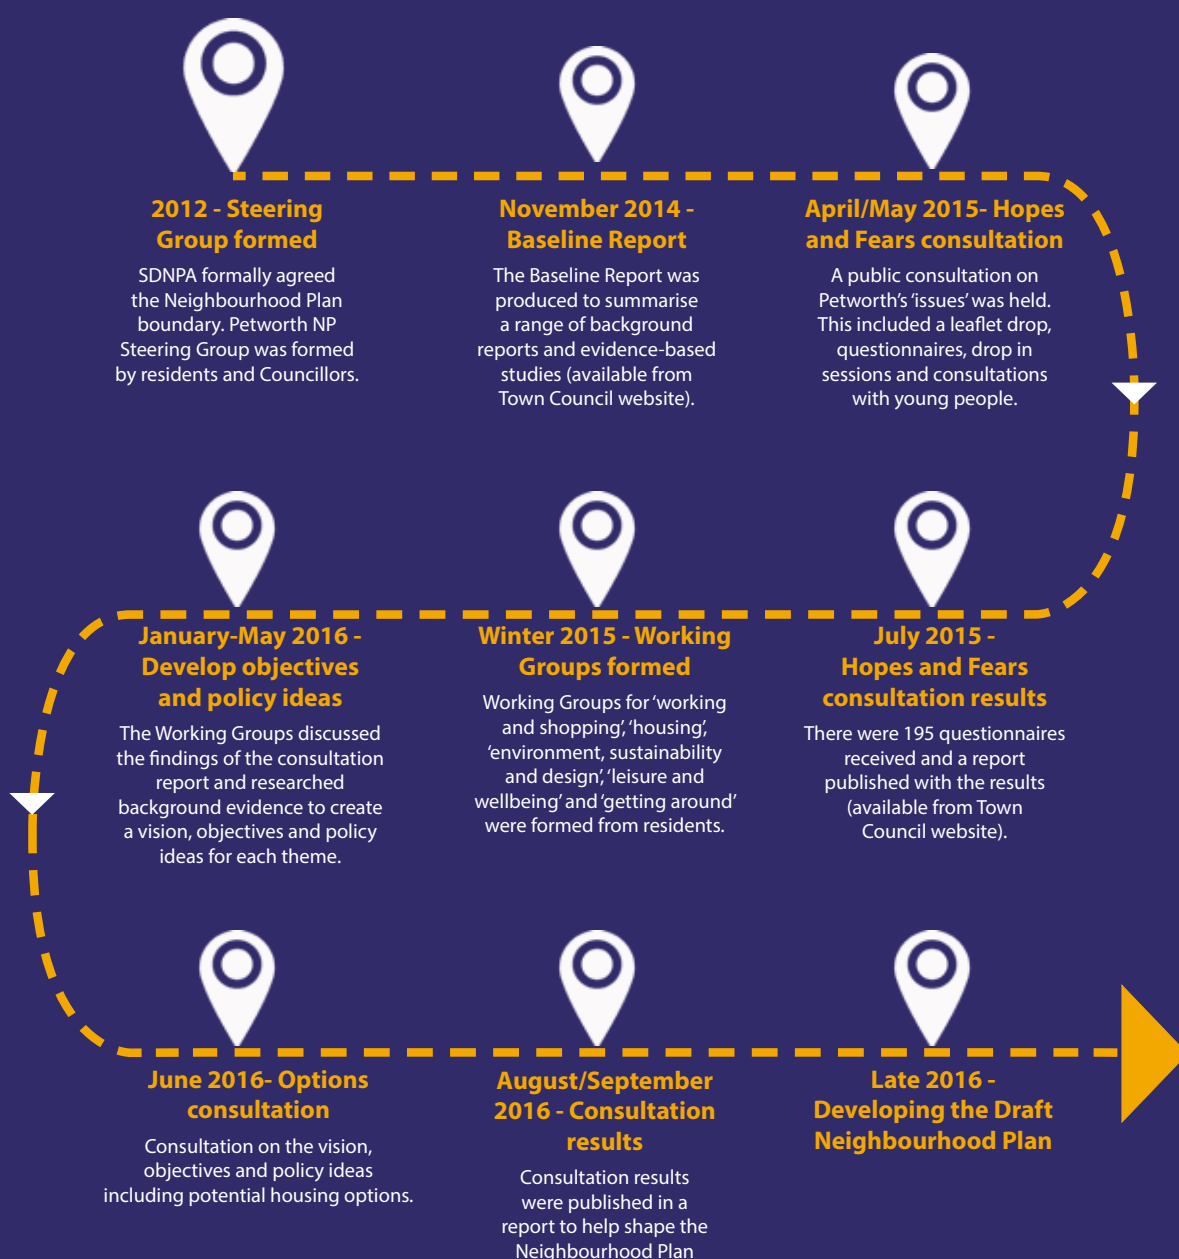 2012 - Steering
Group formed
SDNPA formally agreed
the Neighbourhood Plan
boundary. Petworth NP
Steering Group was formed
by residents and Councillors.
November 2014 -
Baseline Report
The Baseline Report was
produced to summarise
a range of background
reports and evidence-based
studies (available from
Town Council website).
April/May 2015- Hopes
and Fears consultation
A public consultation on
Petworth’s ‘issues’ was held.
This included a leaflet drop,
questionnaires, drop in
sessions and consultations
with young people.
July 2015 -
Hopes and Fears
consultation results
There were 195 questionnaires
received and a report
published with the results
(available from Town
Council website).
Winter 2015 - Working
Groups formed
Working Groups for ‘working
and shopping’, ‘housing’,
‘environment, sustainability
and design’, ‘leisure and
wellbeing’ and ‘getting around’
were formed from residents.
January-May 2016 -
Develop objectives
and policy ideas
The Working Groups discussed
the findings of the consultation
report and researched
background evidence to create
a vision, objectives and policy
ideas for each theme.
June 2016- Options
consultation
Consultation on the vision,
objectives and policy ideas
including potential housing options.
August/September
2016 - Consultation
results
Consultation results
were published in a
report to help shape the
Neighbourhood Plan
Late 2016 -
Developing the Draft
Neighbourhood Plan